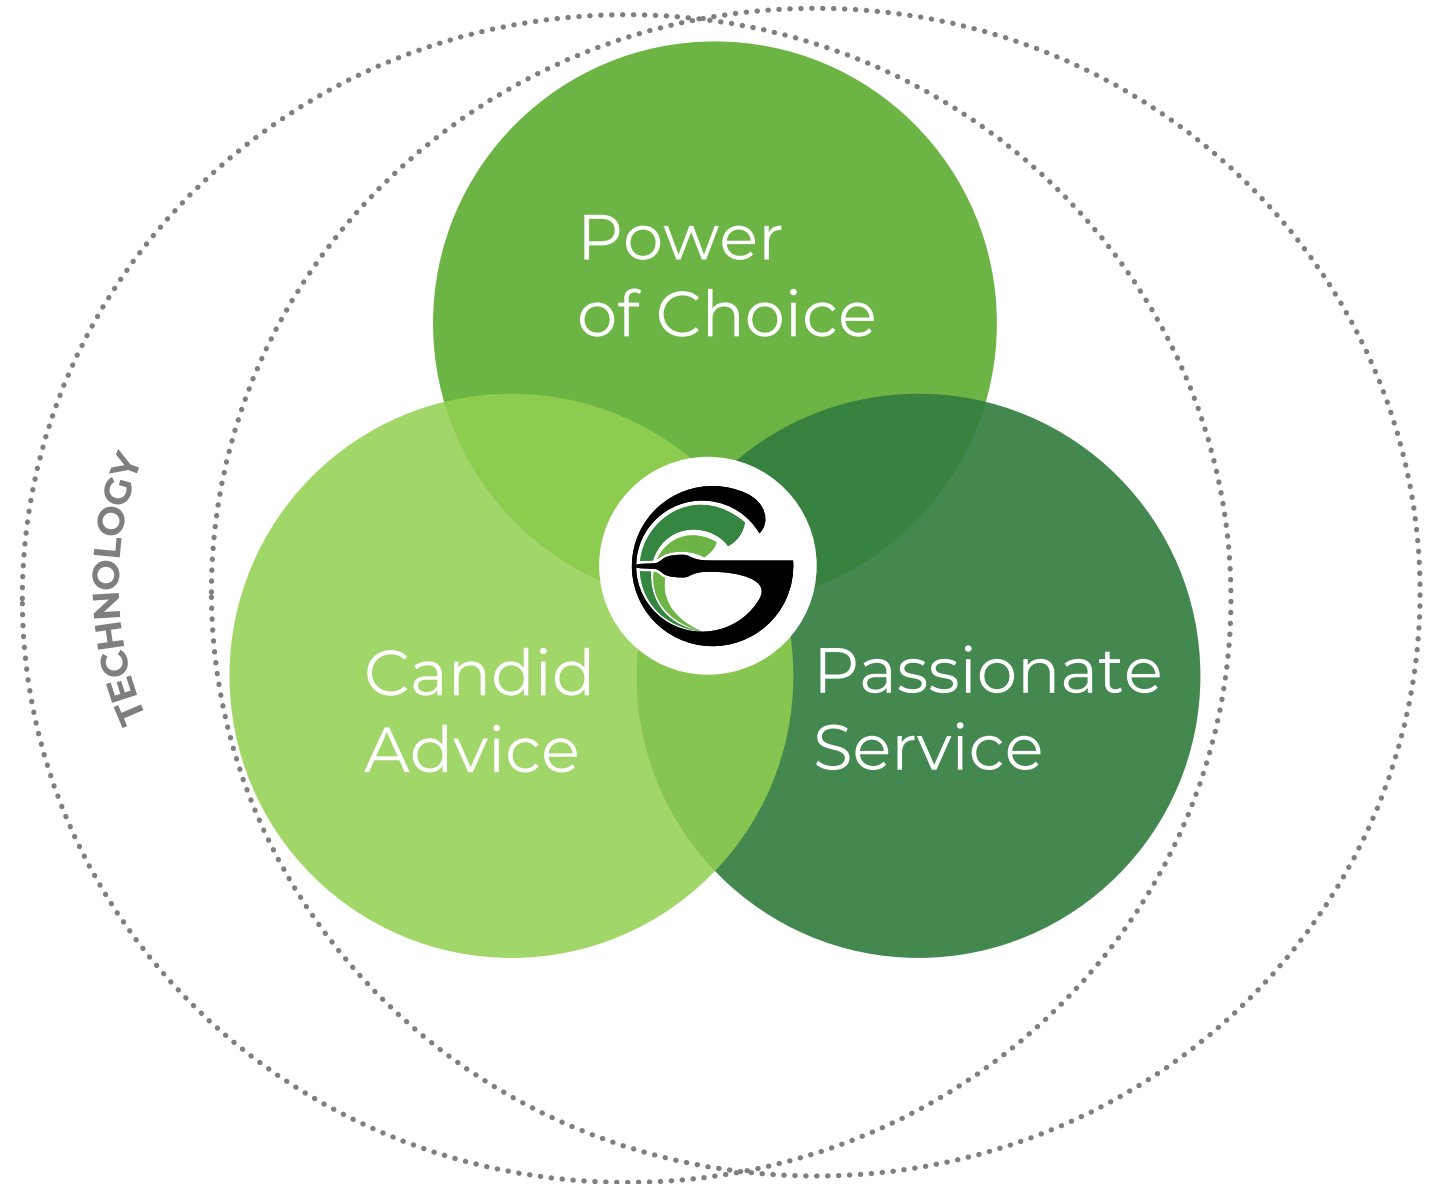 Power
of Choice
TECHNOLOGY
Candid
Advice
Passionate
Service